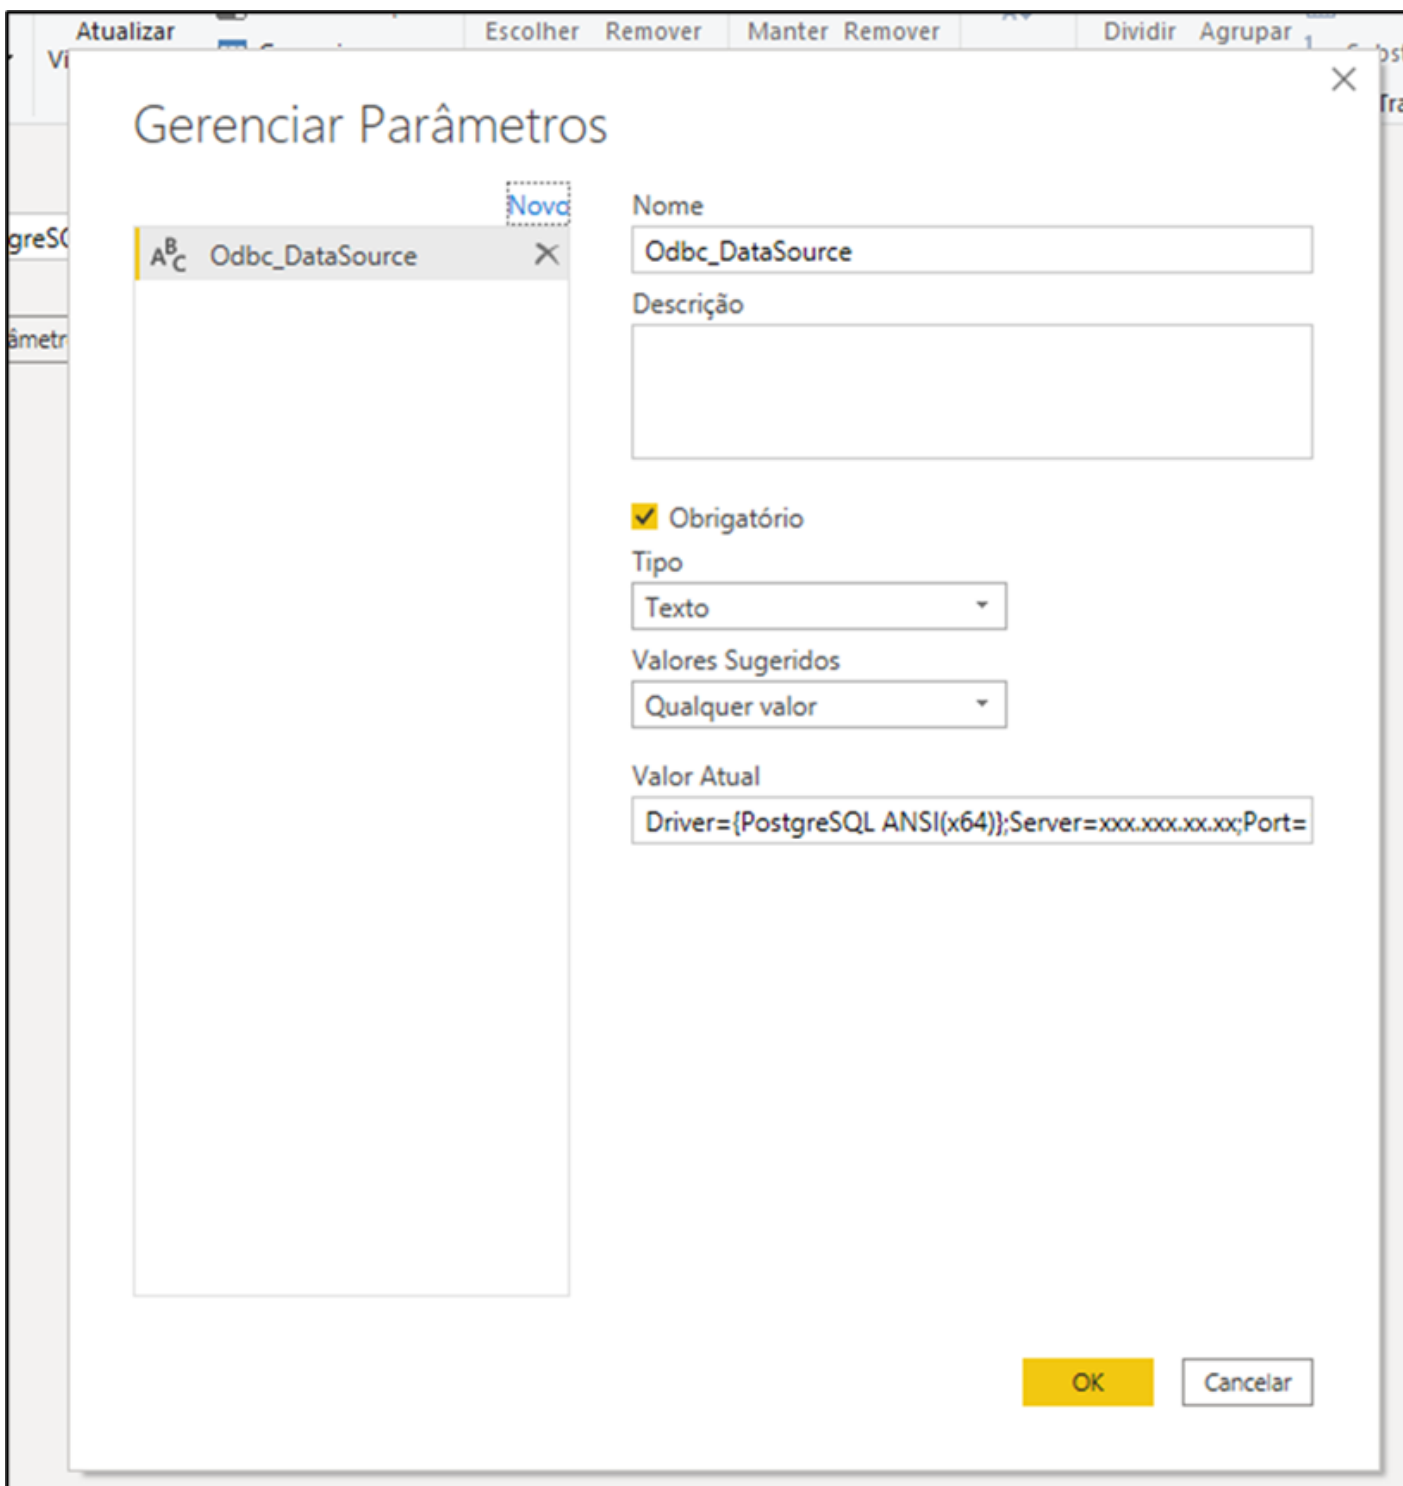 Atualizar
Escolher Remover Manter Remover Dividir Agrupar
Gerenciar Parâmetros
Novo
Odbc_DataSource
Nome
Odbc_DataSource
Descrição
Obrigatório
Tipo
Texto
Valores Sugeridos
Qualquer valor
Valor Atual
Driver={PostgreSQL ANSI(x64)};Server=xxx.xxx.xx.xx;Port=
OK
Cancelar